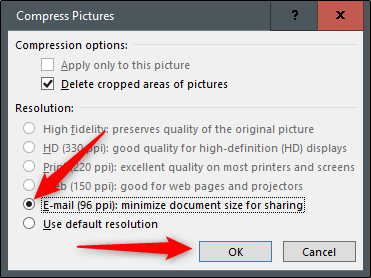 Compress Pictures
?
Compression options:
Apply only to this picture
Delete cropped areas of pictures
Resolution:
High fidelity: preserves quality of the original picture
HD (330 ppi): good quality for high-definition (HD) displays
Print (220 ppi): excellent quality on most printers and screens
(150 ppi): good for web pages and projectors
E-mail (96 ppi): minimize document size for sharing
Use default resolution
OK
Cancel